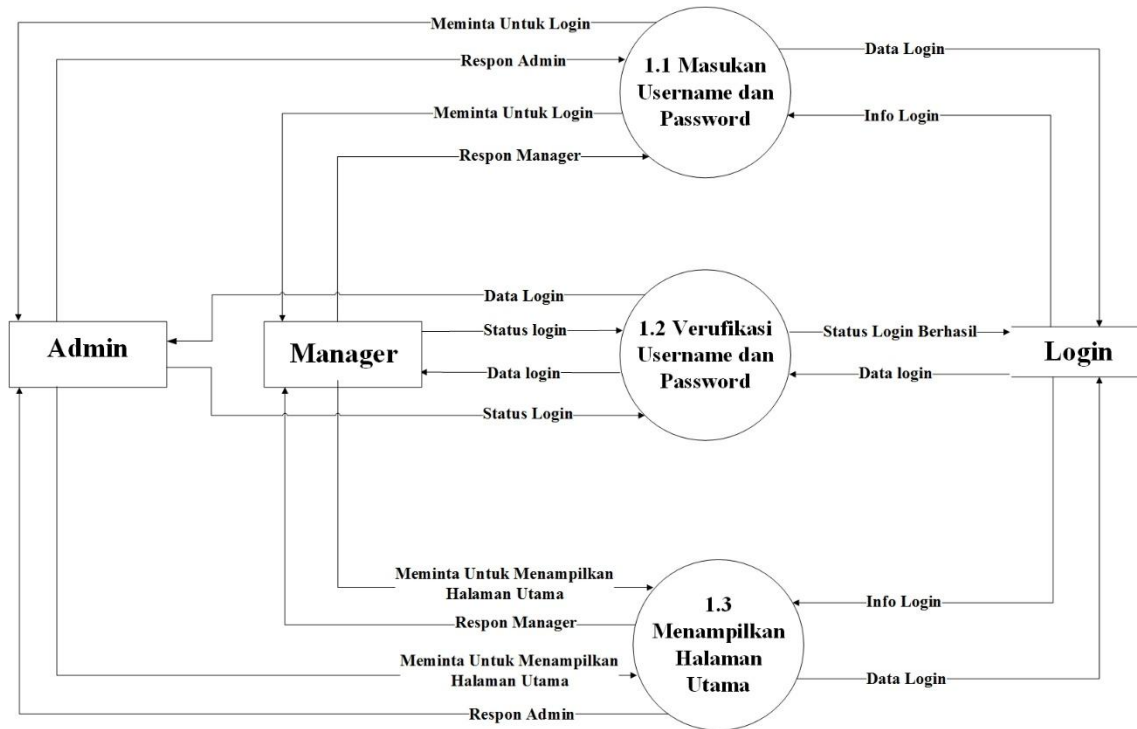 Meminta Untuk Login
Respon Admin
Meminta Untuk Login
Respon Manager
1.1 Masukan
Username dan
Password
Data Login
Info Login
Admin
Manager
Data Login
Status login
Data login
Status Login
1.2 Verufikasi
Username dan
Password
Status Login Berhasil
Data login
Login
Meminta Untuk Menampilkan
Halaman Utama
Respon Manager
Meminta Untuk Menampilkan
Halaman Utama
Respon Admin
1.3
Menampilkan
Halaman
Utama
Info Login
Data Login